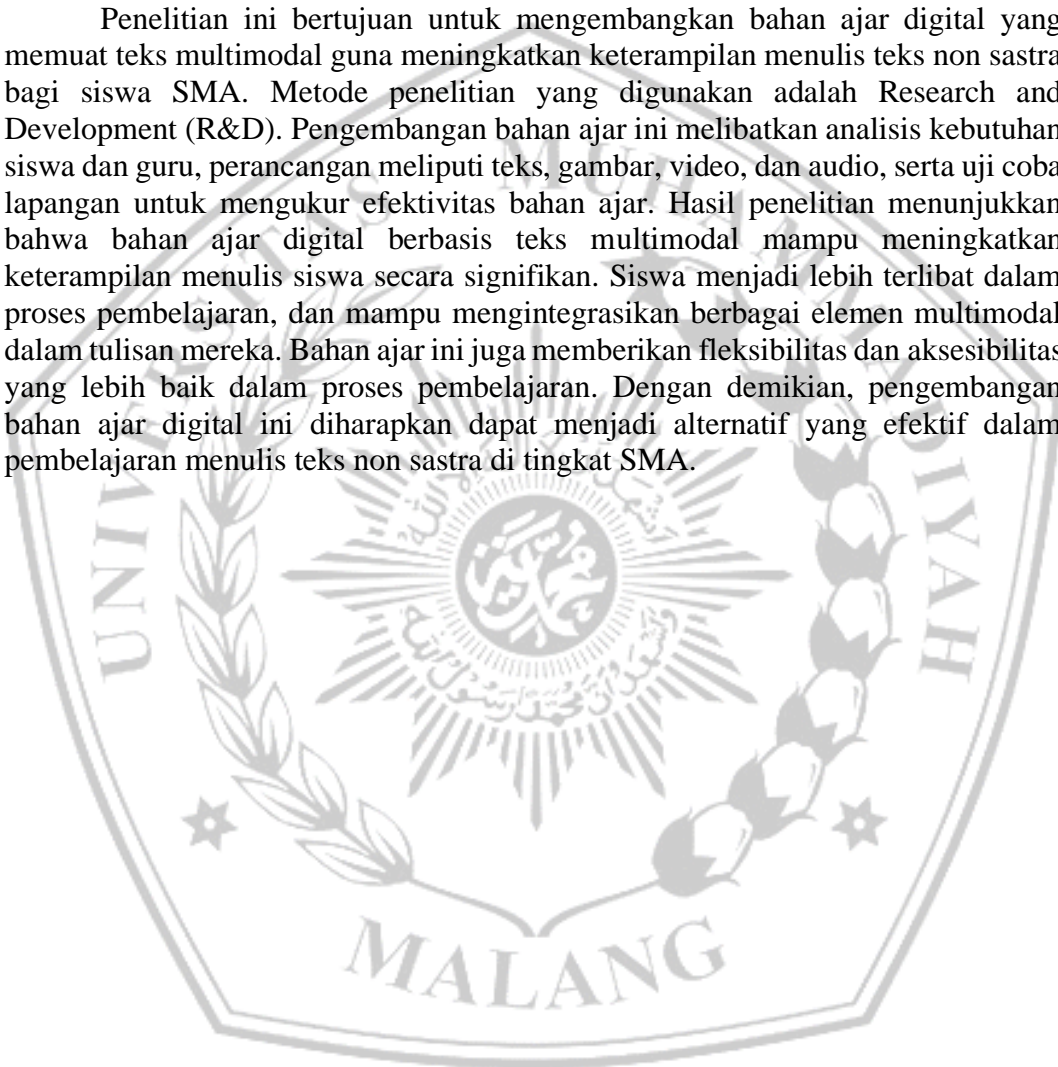 Penelitian ini bertujuan untuk mengembangkan bahan ajar digital yang
memuat teks multimodal guna meningkatkan keterampilan menulis teks non sastra
bagi siswa SMA. Metode penelitian yang digunakan adalah Research and
Development (R&D). Pengembangan bahan ajar ini melibatkan analisis kebutuhan
siswa dan guru, perancangan meliputi teks, gambar, video, dan audio, serta uji coba
lapangan untuk mengukur efektivitas bahan ajar. Hasil penelitian menunjukkan
bahwa bahan ajar digital berbasis teks multimodal mampu meningkatkan
keterampilan menulis siswa secara signifikan. Siswa menjadi lebih terlibat dalam
proses pembelajaran, dan mampu mengintegrasikan berbagai elemen multimodal
dalam tulisan mereka. Bahan ajar ini juga memberikan fleksibilitas dan aksesibilitas
yang lebih baik dalam proses pembelajaran. Dengan demikian, pengembangan
bahan ajar digital ini diharapkan dapat menjadi alternatif yang efektif dalam
pembelajaran menulis teks non sastra di tingkat SMA.
UNIVERSITAS MUHAMMADIYAH
MALANG